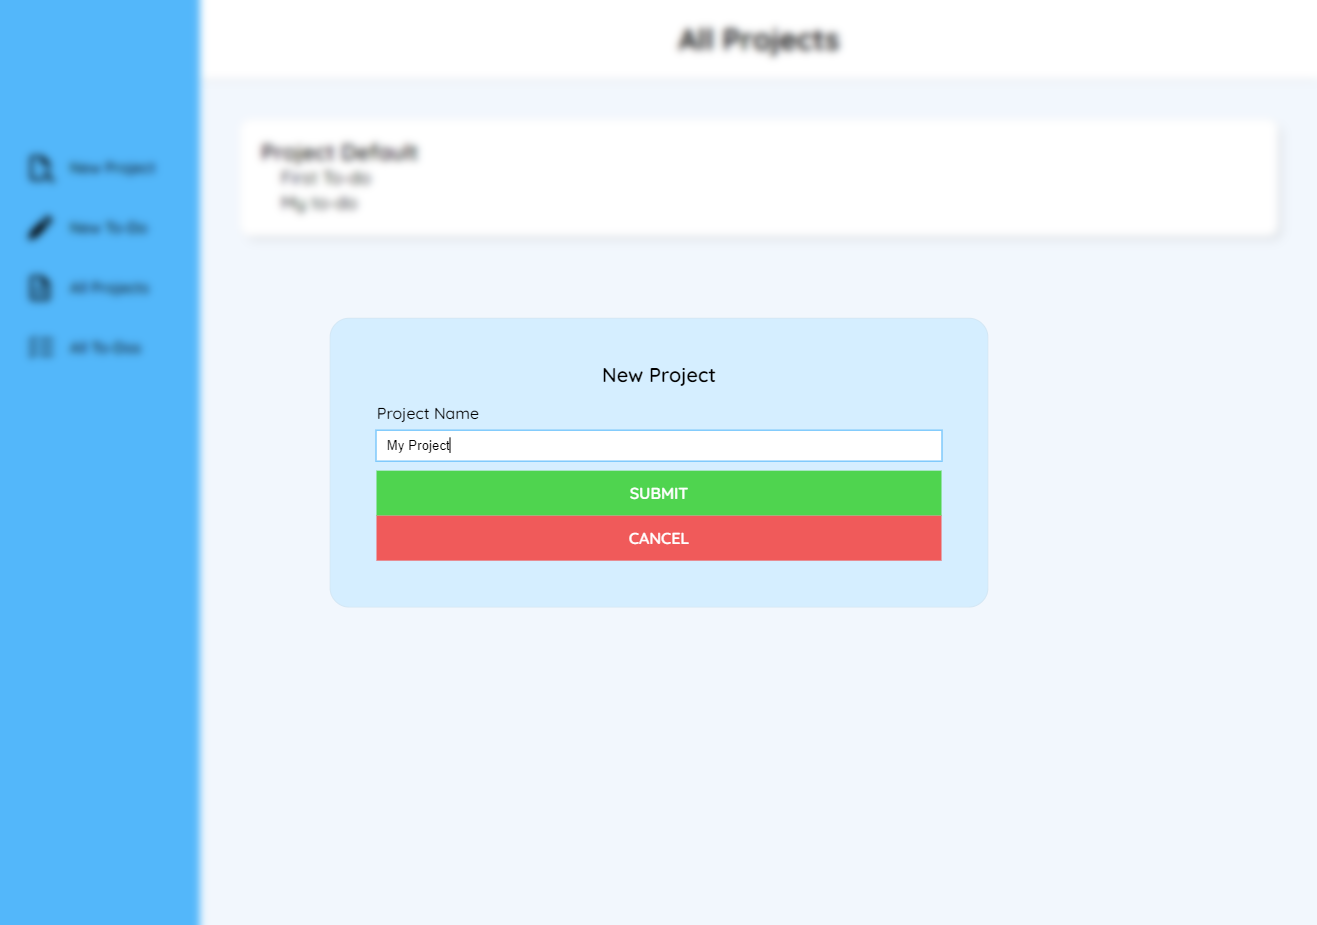 All Projects
New Project
New To-Do
All Projects
All To-Dos
Project Default
First To-do
My to-do
New Project
Project Name
My Project
SUBMIT
CANCEL